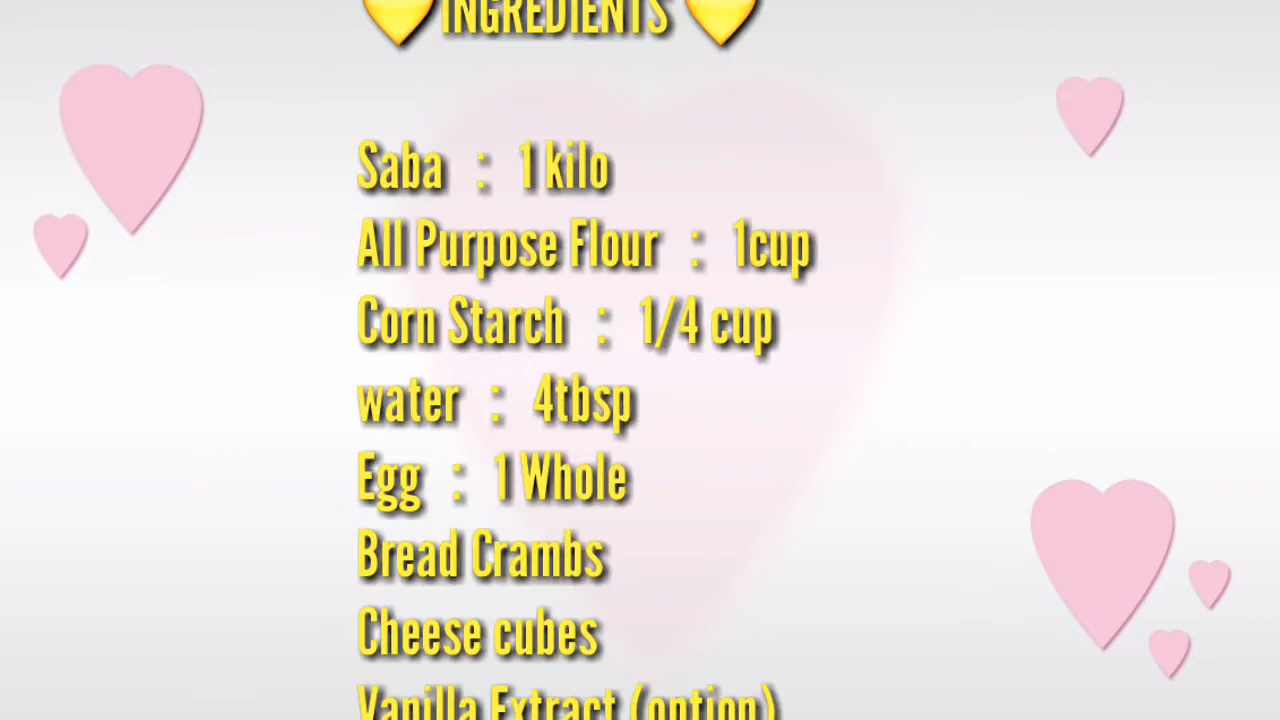 💛INGREDIENTS 💛
Saba : 1 kilo
All Purpose Flour : 1cup
Corn Starch : 1/4 cup
water : 4tbsp
Egg : 1 Whole
Bread Crambs
Cheese cubes
Vanilla Extract (option)